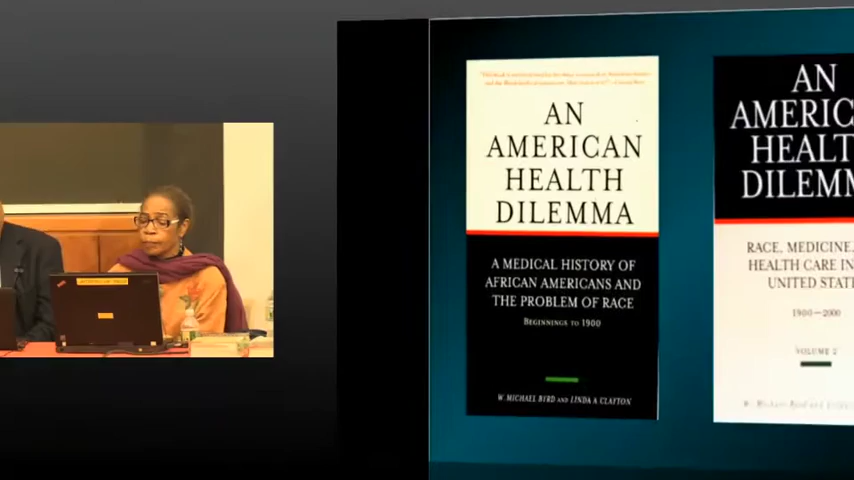 AN
AMERICAN
HEALTH
DILEMMA
A MEDICAL HISTORY OF
AFRICAN AMERICANS AND
THE PROBLEM OF RACE
BEGINNINGS TO 1900
W. MICHAEL BYRD AND LINDA A. CLAYTON
AN
AMERIC
HEALT
DILEMM
RACE, MEDICINE,
HEALTH CARE IN
UNITED STAT
1900-2000
VOLUME 2